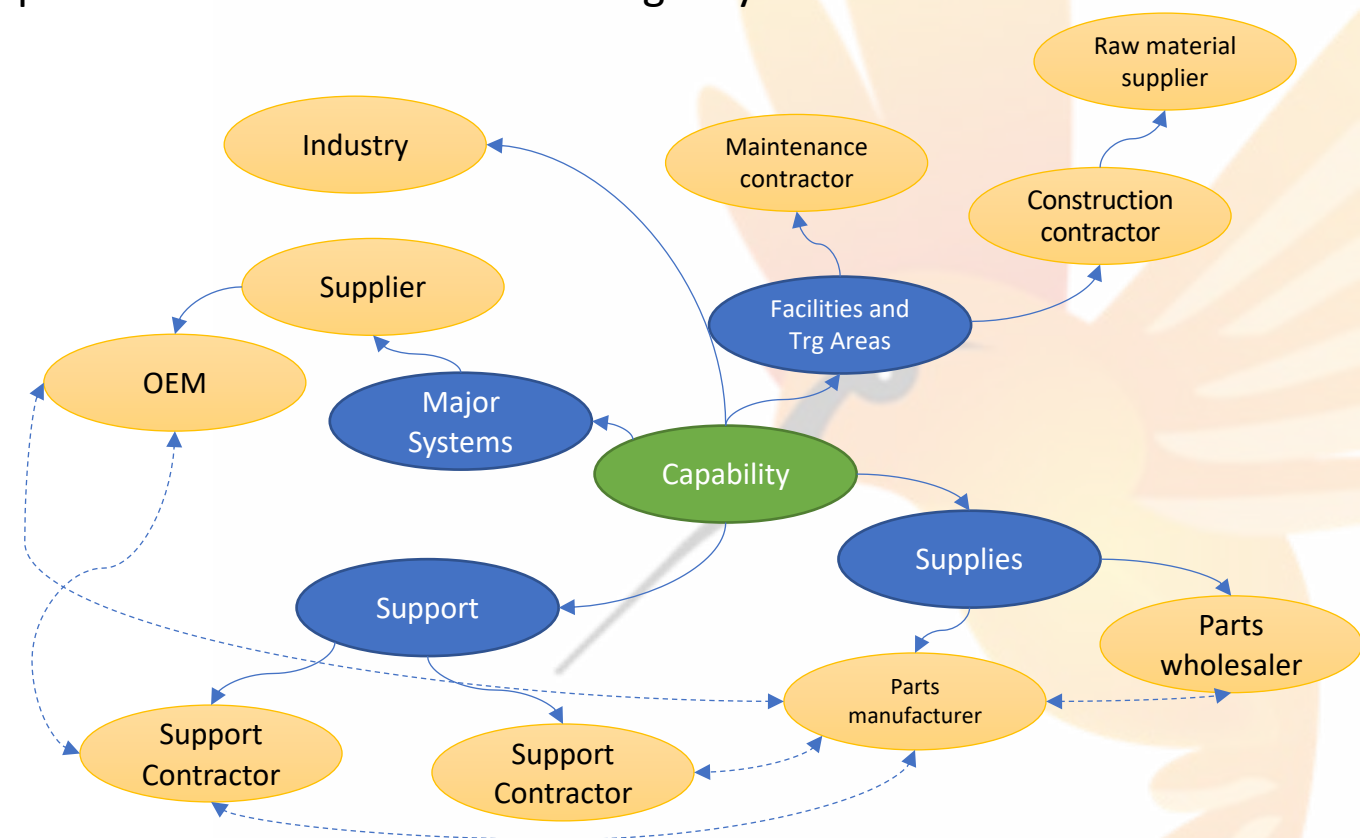 Raw material
supplier
Industry
Maintenance
contractor
Construction
contractor
Supplier
Facilities and
Trg Areas
OEM
Major
Systems
Capability
Supplies
Support
Parts
wholesaler
Parts
manufacturer
Support
Contractor
Support
Contractor